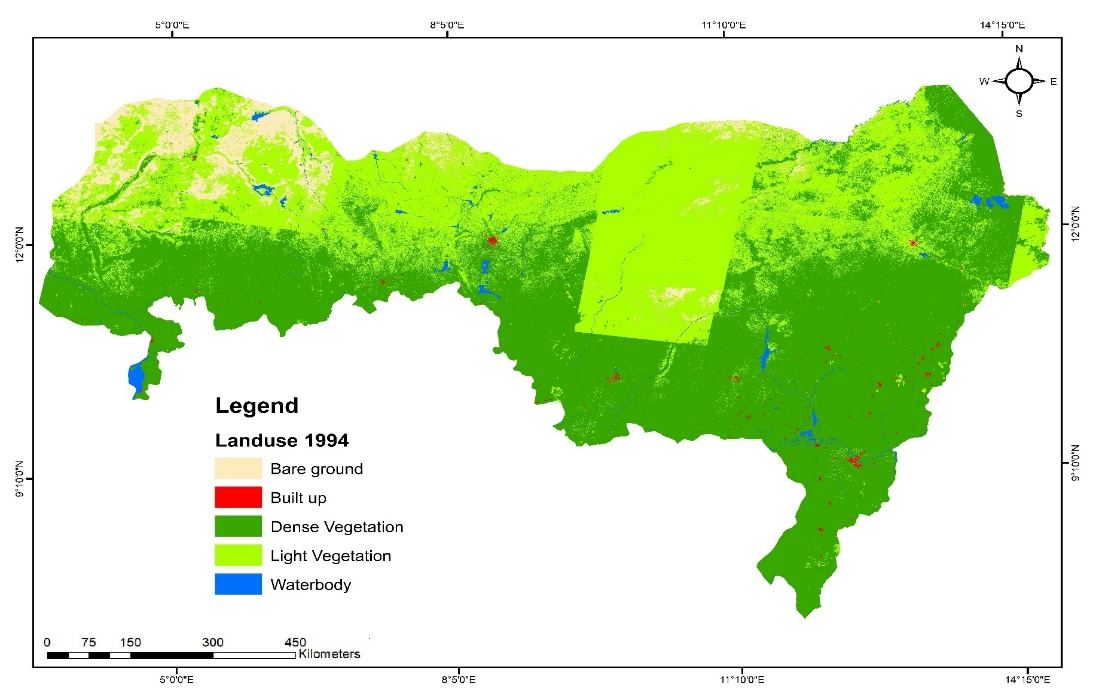 5°0'0"E 8°5'0"E 11°10'0"E 14°15'0"E
N
W E
S
12°0'0"N 12°0'0"N
9°10'0"N 9°10'0"N
Legend
Landuse 1994
Bare ground
Built up
Dense Vegetation
Light Vegetation
Waterbody
0 75 150 300 450
Kilometers
5°0'0"E 8°5'0"E 11°10'0"E 14°15'0"E